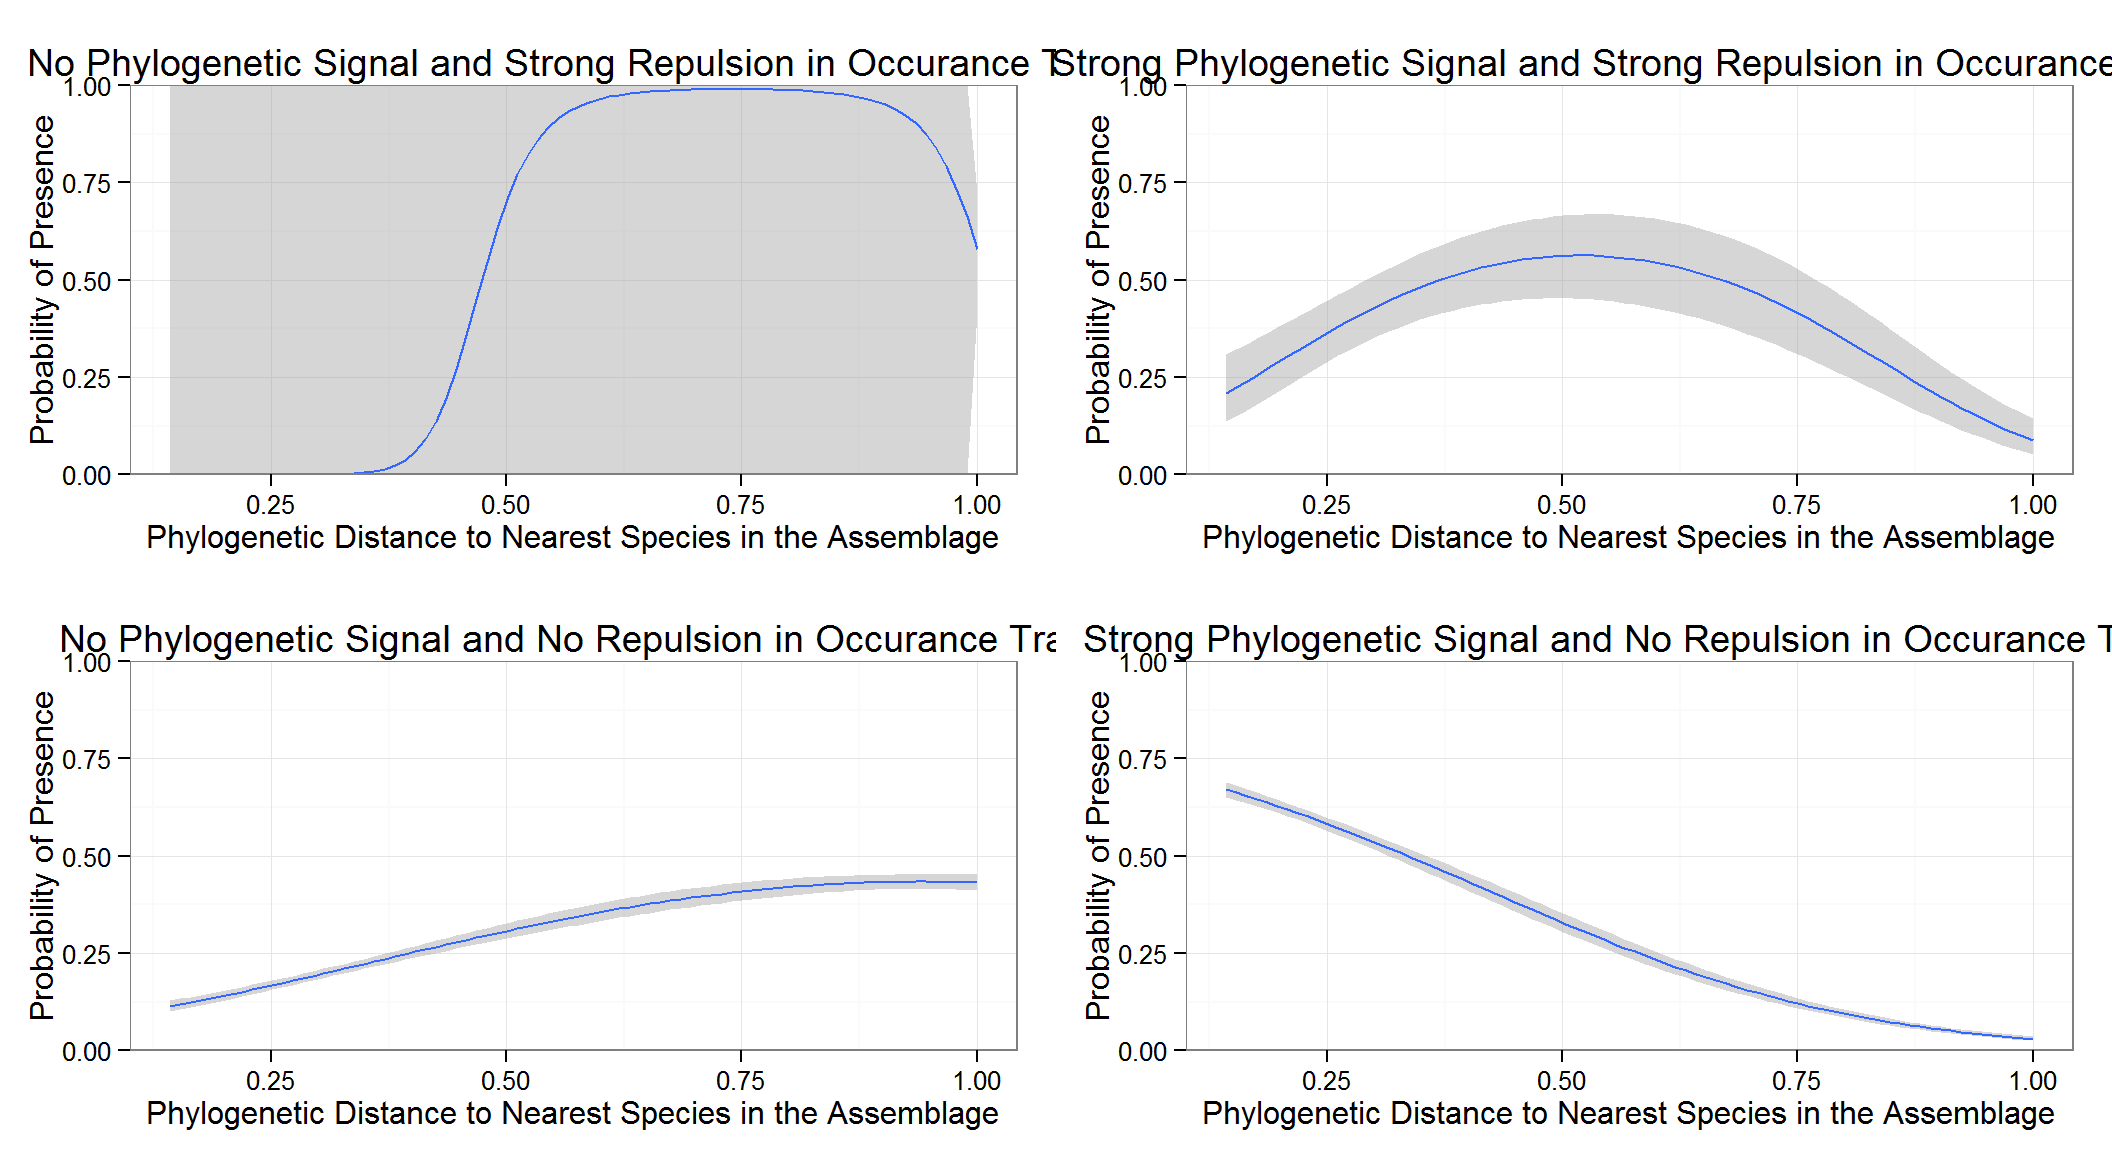 No Phylogenetic Signal and Strong Repulsion in Occurance T
Probability of Presence
1.00
0.75
0.50
0.25
0.00
0.25 0.50 0.75 1.00
Phylogenetic Distance to Nearest Species in the Assemblage
Strong Phylogenetic Signal and Strong Repulsion in Occurance
Probability of Presence
1.00
0.75
0.50
0.25
0.00
0.25 0.50 0.75 1.00
Phylogenetic Distance to Nearest Species in the Assemblage
No Phylogenetic Signal and No Repulsion in Occurance Tra
Probability of Presence
1.00
0.75
0.50
0.25
0.00
0.25 0.50 0.75 1.00
Phylogenetic Distance to Nearest Species in the Assemblage
Strong Phylogenetic Signal and No Repulsion in Occurance T
Probability of Presence
1.00
0.75
0.50
0.25
0.00
0.25 0.50 0.75 1.00
Phylogenetic Distance to Nearest Species in the Assemblage